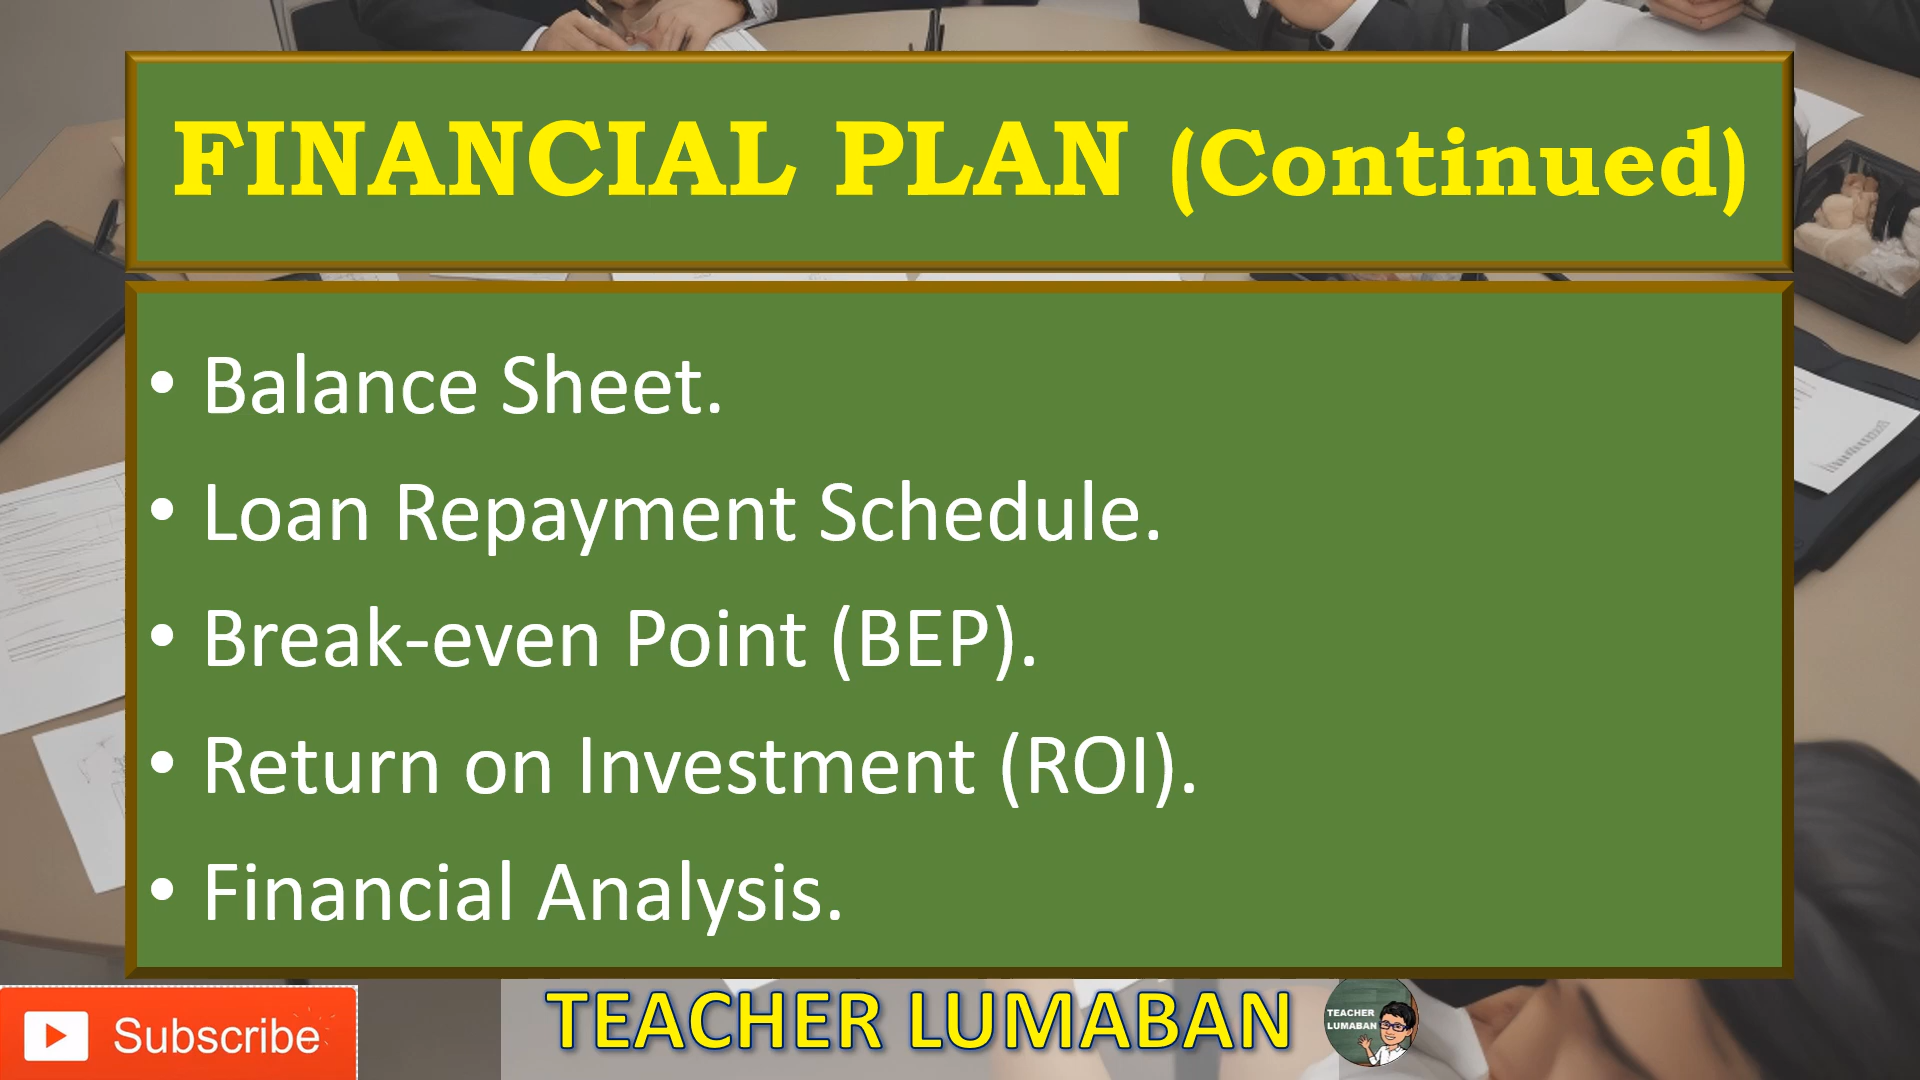 FINANCIAL PLAN (Continued)
• Balance Sheet.
• Loan Repayment Schedule.
• Break-even Point (BEP).
• Return on Investment (ROI).
• Financial Analysis.
Subscribe
TEACHER LUMABAN
TEACHER
LUMABAN